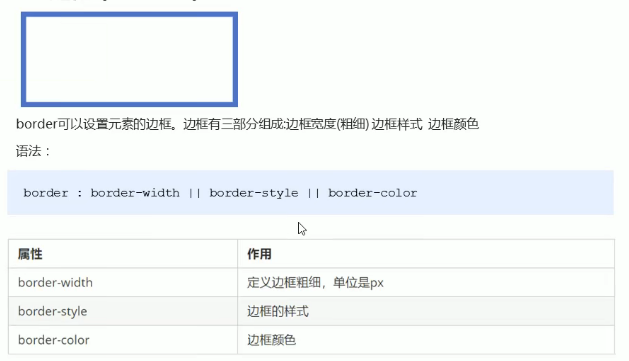 border可以设置元素的边框。边框有三部分组成:边框宽度(粗细) 边框样式 边框颜色
语法：
border : border-width || border-style || border-color
属性 作用
border-width 定义边框粗细，单位是px
border-style 边框的样式
border-color 边框颜色